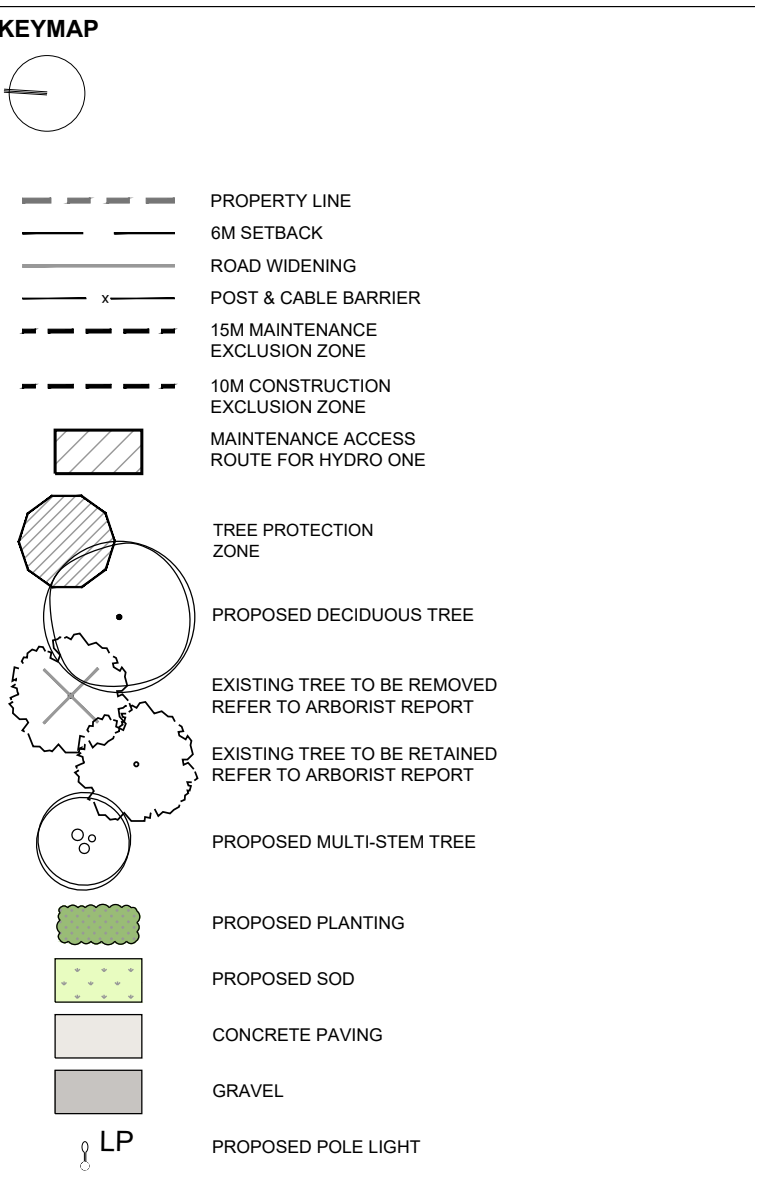 KEYMAP
PROPERTY LINE
6M SETBACK
ROAD WIDENING
x
POST & CABLE BARRIER
15M MAINTENANCE
EXCLUSION ZONE
10M CONSTRUCTION
EXCLUSION ZONE
MAINTENANCE ACCESS
ROUTE FOR HYDRO ONE
TREE PROTECTION
ZONE
PROPOSED DECIDUOUS TREE
EXISTING TREE TO BE REMOVED
REFER TO ARBORIST REPORT
EXISTING TREE TO BE RETAINED
REFER TO ARBORIST REPORT
PROPOSED MULTI-STEM TREE
PROPOSED PLANTING
PROPOSED SOD
CONCRETE PAVING
GRAVEL
LP
PROPOSED POLE LIGHT